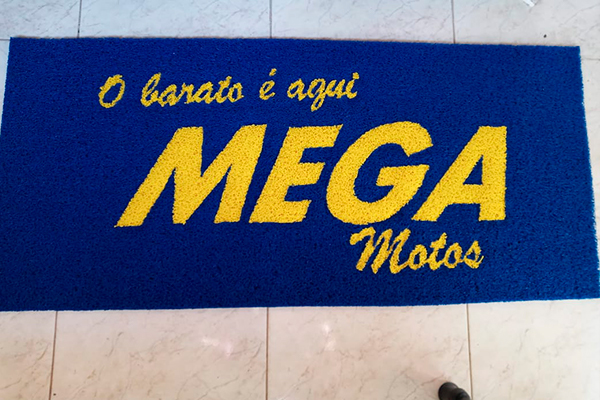 O barato é aqui
MEGA
Motos